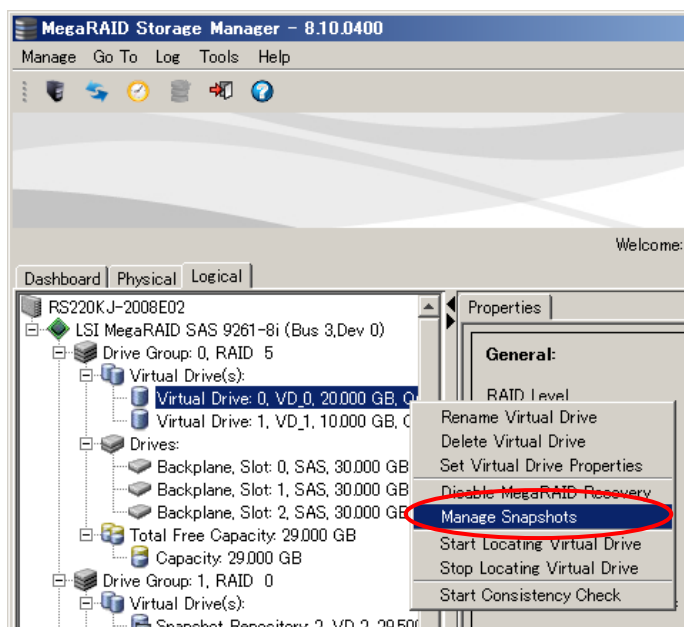 MegaRAID Storage Manager - 8.10.0400
Manage Go To Log Tools Help
Welcome:
Dashboard Physical Logical
RS220KJ-2008E02
LSI MegaRAID SAS 9261-8i (Bus 3,Dev 0)
Drive Group: 0, RAID 5
Virtual Drive(s):
Virtual Drive: 0, VD_0, 20.000 GB,
Virtual Drive: 1, VD_1, 10.000 GB,
Drives:
Backplane, Slot: 0, SAS, 30.000 GB
Backplane, Slot: 1, SAS, 30.000 GB
Backplane, Slot: 2, SAS, 30.000 GB
Total Free Capacity: 29.000 GB
Capacity: 29.000 GB
Drive Group: 1, RAID 0
Virtual Drive(s):
Snapshot Repository: 2, VD_2, 29.500
Properties
General:
RAID Level
Rename Virtual Drive
Delete Virtual Drive
Set Virtual Drive Properties
Disable MegaRAID Recovery
Manage Snapshots
Start Locating Virtual Drive
Stop Locating Virtual Drive
Start Consistency Check